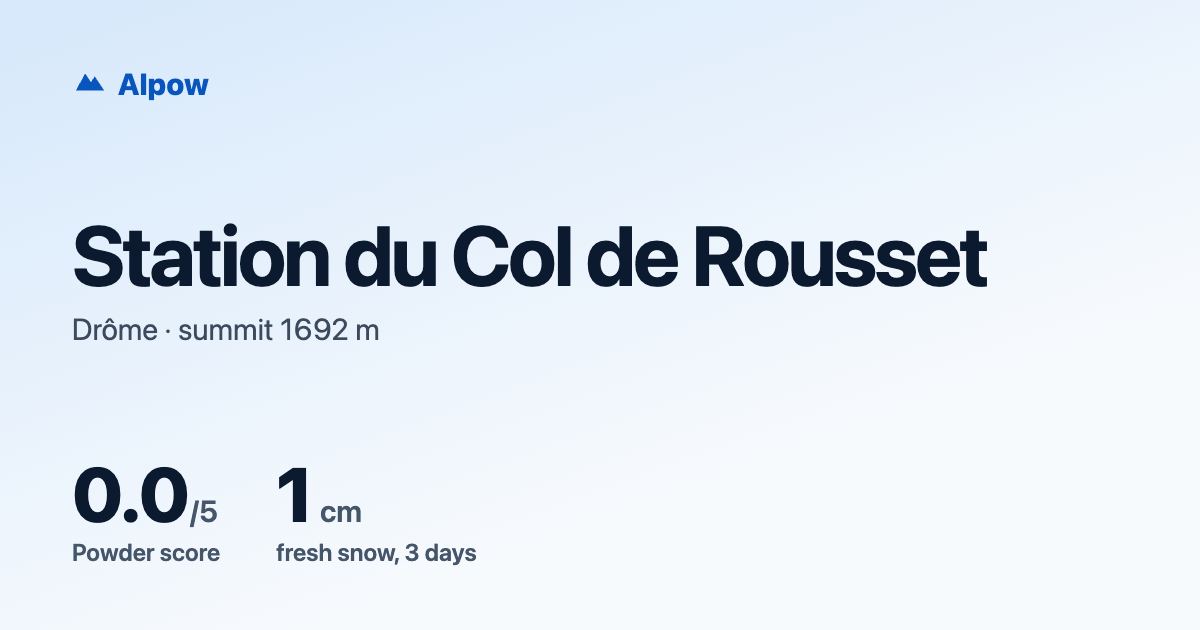 Alpow
Station du Col de Rousset
Drôme · summit 1692 m
0.0/5 1 cm
Powder score fresh snow, 3 days